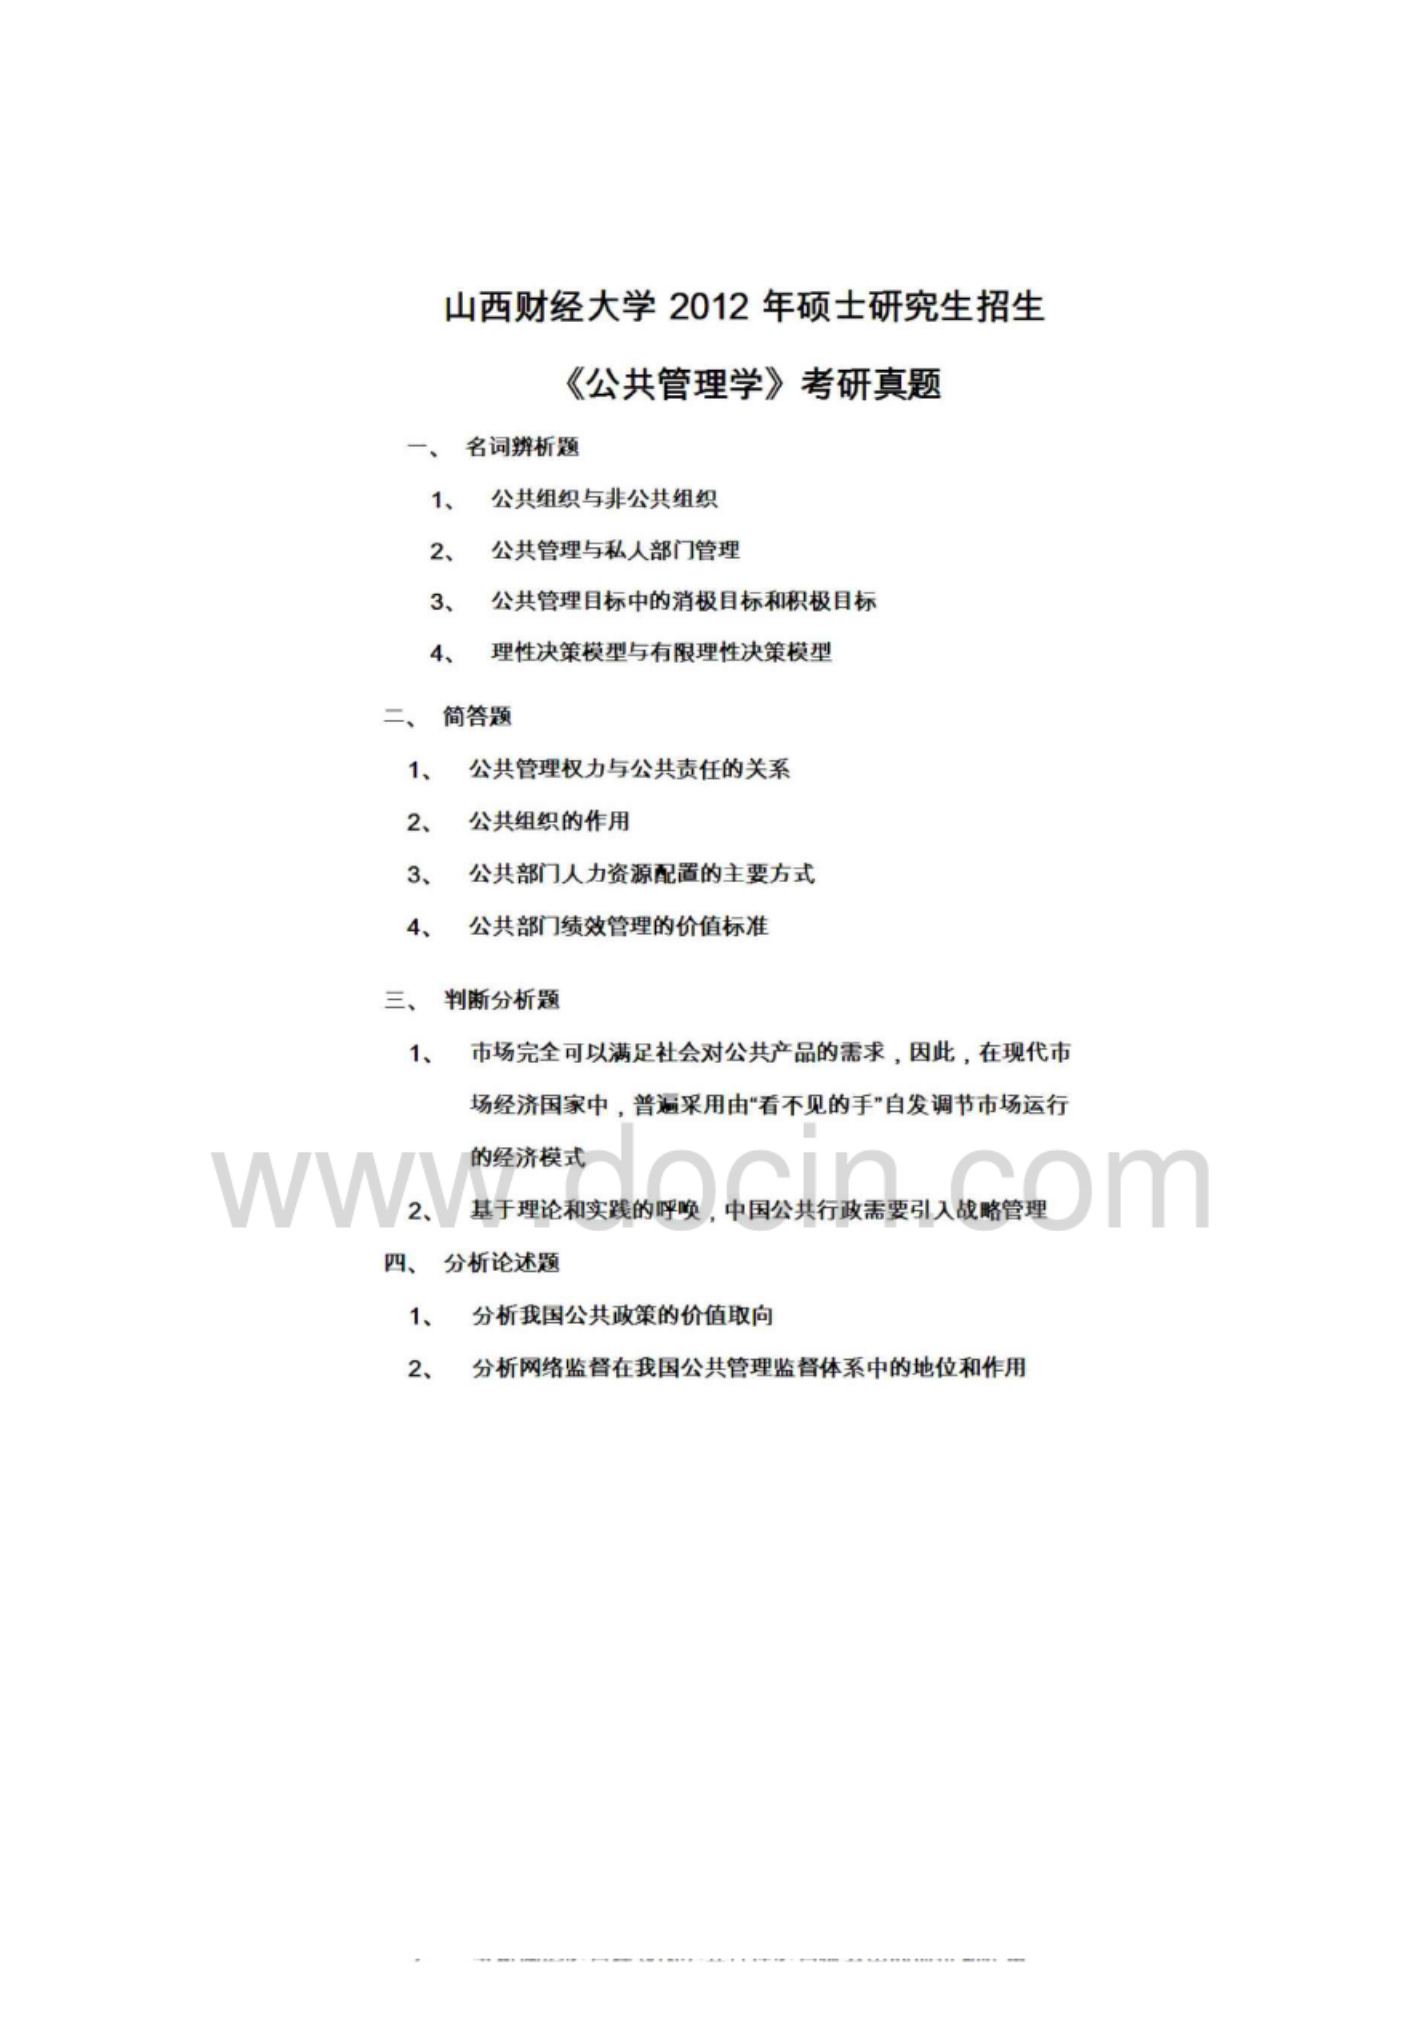 山西财经大学 2012 年硕士研究生招生
《公共管理学》考研真题
一、 名词辨析题
1、 公共组织与非公共组织
2、 公共管理与私人部门管理
3、 公共管理目标中的消极目标和积极目标
4、 理性决策模型与有限理性决策模型
二、 简答题
1、 公共管理权力与公共责任的关系
2、 公共组织的作用
3、 公共部门人力资源配置的主要方式
4、 公共部门绩效管理的价值标准
三、 判断分析题
1、 市场完全可以满足社会对公共产品的需求，因此，在现代市
场经济国家中，普遍采用由“看不见的手”自发调节市场运行
的经济模式
www.docin.com
2、 基于理论和实践的呼唤，中国公共行政需要引入战略管理
四、 分析论述题
1、 分析我国公共政策的价值取向
2、 分析网络监督在我国公共管理监督体系中的地位和作用